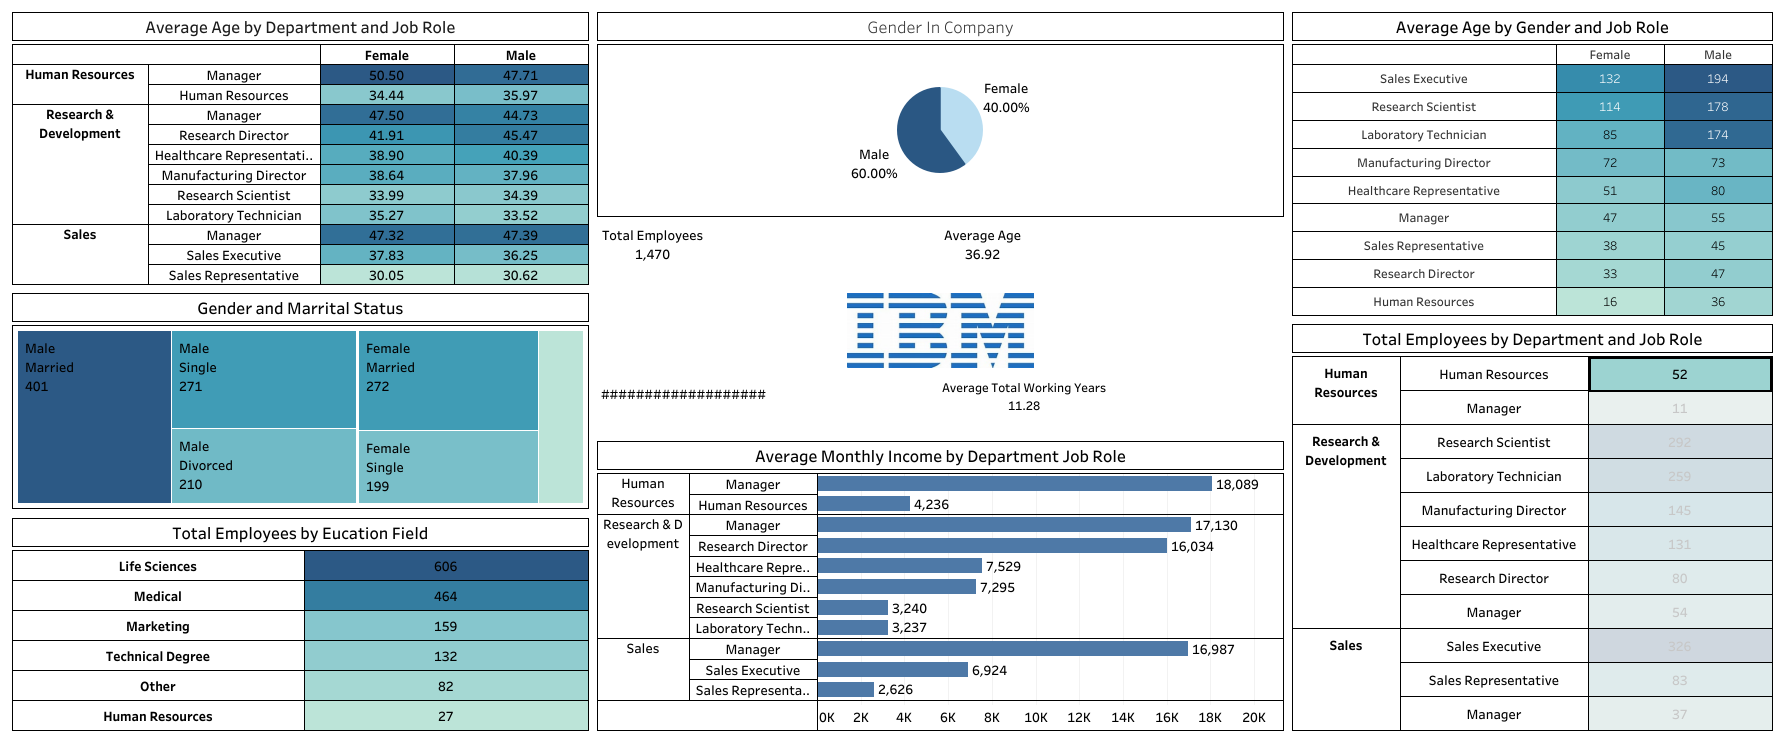 Average Age by Department and Job Role
Female Male
Human Resources Manager 50.50 47.71
Human Resources 34.44 35.97
Research & Development Manager 47.50 44.73
Research Director 41.91 45.47
Healthcare Representati.. 38.90 40.39
Manufacturing Director 38.64 37.96
Research Scientist 33.99 34.39
Laboratory Technician 35.27 33.52
Sales Manager 47.32 47.39
Sales Executive 37.83 36.25
Sales Representative 30.05 30.62
Gender and Marrital Status
Male
Married
401
Male
Single
271
Male
Divorced
210
Female
Married
272
Female
Single
199
Total Employees by Eucation Field
Life Sciences 606
Medical 464
Marketing 159
Technical Degree 132
Other 82
Human Resources 27
Gender In Company
Female
40.00%
Male
60.00%
Total Employees
1,470
Average Age
36.92
IBM
###################
Average Total Working Years
11.28
Average Monthly Income by Department Job Role
Human Resources Manager 18,089
Human Resources 4,236
Research & D evelopment Manager 17,130
Research Director 16,034
Healthcare Repre.. 7,529
Manufacturing Di.. 7,295
Research Scientist 3,240
Laboratory Techn.. 3,237
Sales Manager 16,987
Sales Executive 6,924
Sales Representa.. 2,626
0K 2K 4K 6K 8K 10K 12K 14K 16K 18K 20K
Average Age by Gender and Job Role
Female Male
Sales Executive 132 194
Research Scientist 114 178
Laboratory Technician 85 174
Manufacturing Director 72 73
Healthcare Representative 51 80
Manager 47 55
Sales Representative 38 45
Research Director 33 47
Human Resources 16 36
Total Employees by Department and Job Role
Human Resources Human Resources 52
Manager 11
Research & Development Research Scientist 292
Laboratory Technician 259
Manufacturing Director 145
Healthcare Representative 131
Research Director 80
Manager 54
Sales Sales Executive 326
Sales Representative 83
Manager 37